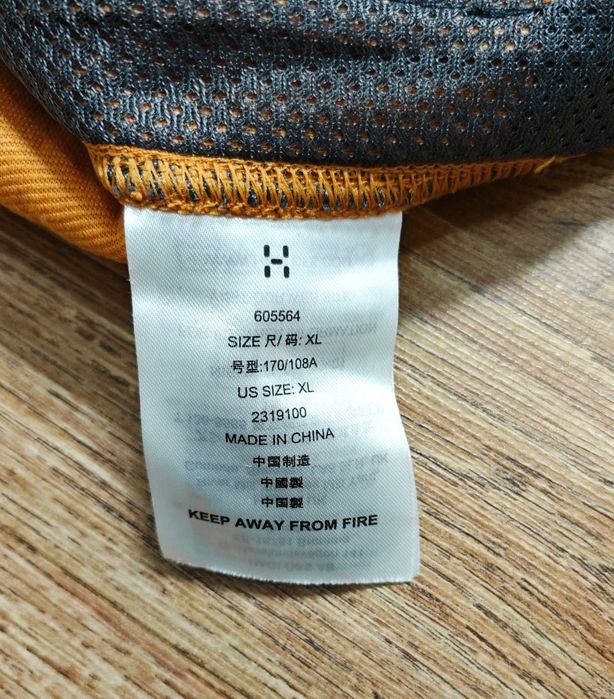 605564
SIZE 尺/码: XL
号型:170/108A
US SIZE: XL
2319100
MADE IN CHINA
中国制造
中國製
中国製
KEEP AWAY FROM FIRE